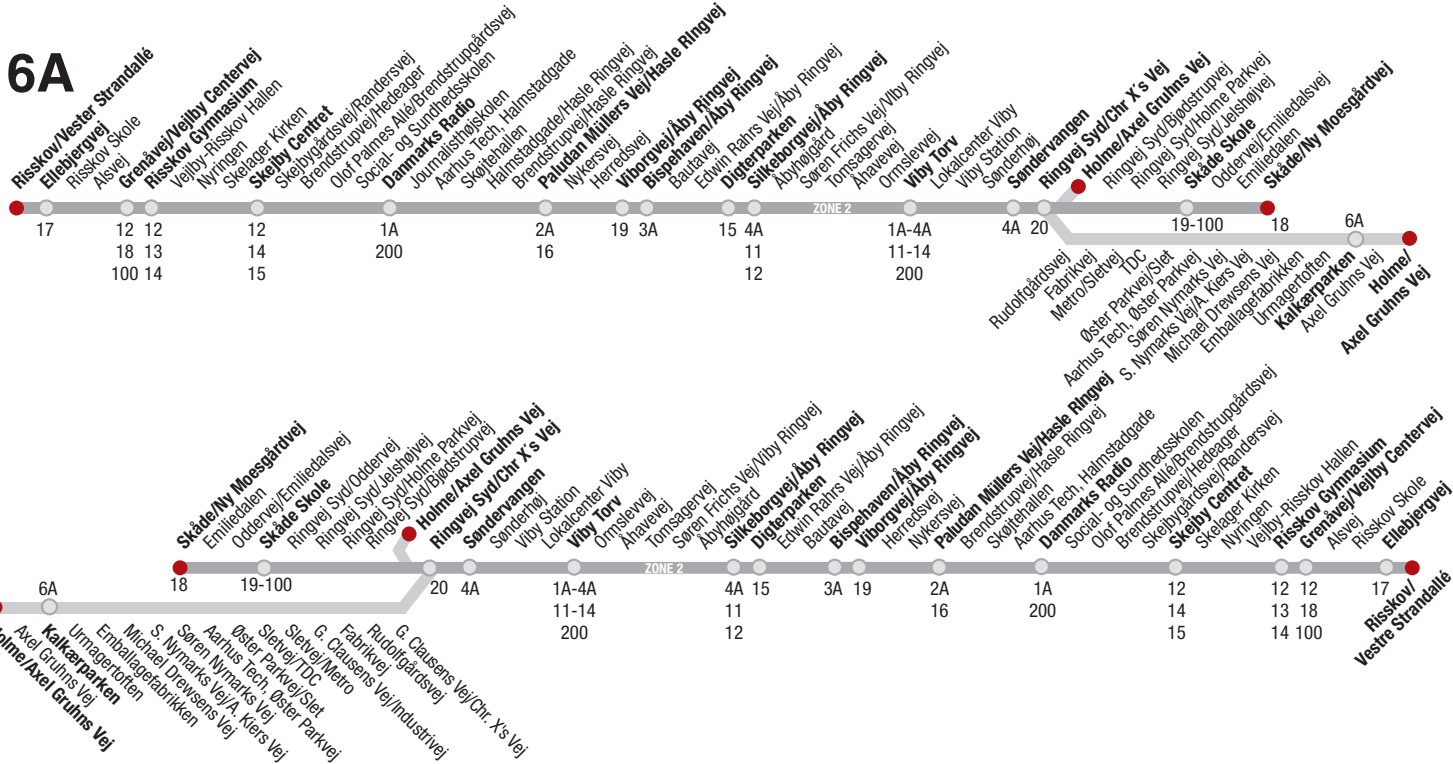 6A
Risskov/Vester Strandallé
Ellebjergvej
Risskov Skole
Alsvej
Grenåvej/Vejlby Centervej
Risskov Gymnasium
Vejlby-Risskov Hallen
Nyringen
Skelager Kirken
Skejby Centret
Skejbygårdsvej/Randersvej
Brendstrupvej/Hedeager
Olof Palmes Allé/Brendstrupgårdsvej
Social- og Sundhedsskolen
Danmarks Radio
Journalisthøjskolen
Aarhus Tech, Halmstadgade
Skøjtehallen
Halmstadgade/Hasle Ringvej
Brendstrupvej/Hasle Ringvej
Paludan Müllers Vej/Hasle RIngvej
Nykersvej
Herredsvej
Viborgvej/Åby Ringvej
Bispehaven/Åby Ringvej
Bautavej
Edwin Rahrs Vej/Åby Ringvej
Digterparken
Silkeborgvej/Åby Ringvej
Åbyhøjgård
Søren Frichs Vej/VIby Ringvej
Tomsagervej
Åhavevej
Ormslevvej
Viby Torv
Lokalcenter Viby
Viby Station
Sønderhøj
Søndervangen
Ringvej Syd/Chr X´s Vej
Holme/Axel Gruhns Vej
Ringvej Syd/Bjødstrupvej
Ringvej Syd/Holme Parkvej
Ringvej Syd/Jelshøjvej
Skåde Skole
Oddervej/Emiliedalsvej
Emiliedalen
Skåde/Ny Moesgårdvej
ZONE 2
17
12
18
100
12
13
14
12
14
15
1A
200
2A
16
19
3A
15
4A
11
12
1A-4A
11-14
200
4A
20
19-100
18
6A
Rudolfgårdsvej
Fabrikvej
Metro/Sletvej
TDC
Øster Parkvej/Slet
Aarhus Tech, Øster Parkvej
Søren Nymarks Vej
S. Nymarks Vej/A. Kiers Vej
Michael Drewsens Vej
Emballagefabrikken
Urmagertoften
Kalkærparken
Axel Gruhns Vej
Holme/
Axel Gruhns Vej
Skåde/Ny Moesgårdvej
Emiliedalen
Oddervej/Emiliedalsvej
Skåde Skole
Ringvej Syd/Oddervej
Ringvej Syd/Jelshøjvej
Ringvej Syd/Holme Parkvej
Ringvej Syd/Bjødstrupvej
Holme/Axel Gruhns Vej
Ringvej Syd/Chr X´s Vej
Søndervangen
Sønderhøj
Viby Station
Lokalcenter Viby
Viby Torv
Ormslevvej
Åhavevej
Tomsagervej
Søren Frichs Vej/Viby Ringvej
Åbyhøjgård
Silkeborgvej/Åby Ringvej
Digterparken
Edwin Rahrs Vej/Åby Ringvej
Bautavej
Bispehaven/Åby Ringvej
Viborgvej/Åby Ringvej
Herredsvej
Nykersvej
Paludan Müllers Vej/Hasle RIngvej
Brendstrupvej/Hasle Ringvej
Skøjtehallen
Aarhus Tech, Halmstadgade
Danmarks Radio
Social- og Sundhedsskolen
Olof Palmes Allé/Brendstrupgårdsvej
Brendstrupvej/Hedeager
Skejbygårdsvej/Randersvej
Skejby Centret
Skelager Kirken
Nyringen
Vejlby-Risskov Hallen
Risskov Gymnasium
Grenåvej/Vejlby Centervej
Alsvej
Risskov Skole
Ellebjergvej
Risskov/
Vestre Strandallé
ZONE 2
18
19-100
20
4A
1A-4A
11-14
200
4A
11
12
15
3A
19
2A
16
1A
200
12
14
15
12
13
14
12
18
100
17
6A
Holme/Axel Gruhns Vej
Axel Gruhns Vej
Kalkærparken
Urmagertoften
Emballagefabrikken
Michael Drewsens Vej
S. Nymarks Vej/A. Kiers Vej
Søren Nymarks Vej
Aarhus Tech, Øster Parkvej
Øster Parkvej/Slet
Sletvej/TDC
Sletvej/Metro
G. Clausens Vej/Industrivej
Fabrikvej
Rudolfgårdsvej
G. Clausens Vej/Chr. X's Vej